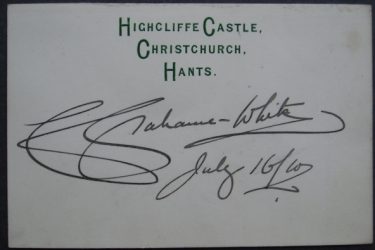 HIGHCLIFFE CASTLE,
CHRISTCHURCH,
HANTS.
C Grahame-White
July 16/10